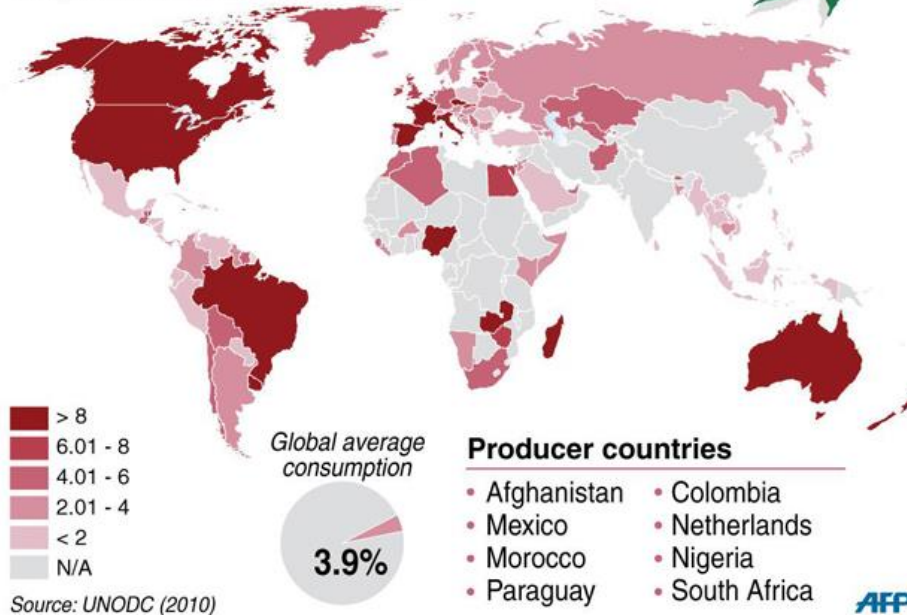 > 8
6.01 - 8
4.01 - 6
2.01 - 4
< 2
N/A
Source: UNODC (2010)
Global average
consumption
3.9%
Producer countries
• Afghanistan
• Mexico
• Morocco
• Paraguay
• Colombia
• Netherlands
• Nigeria
• South Africa
AFP